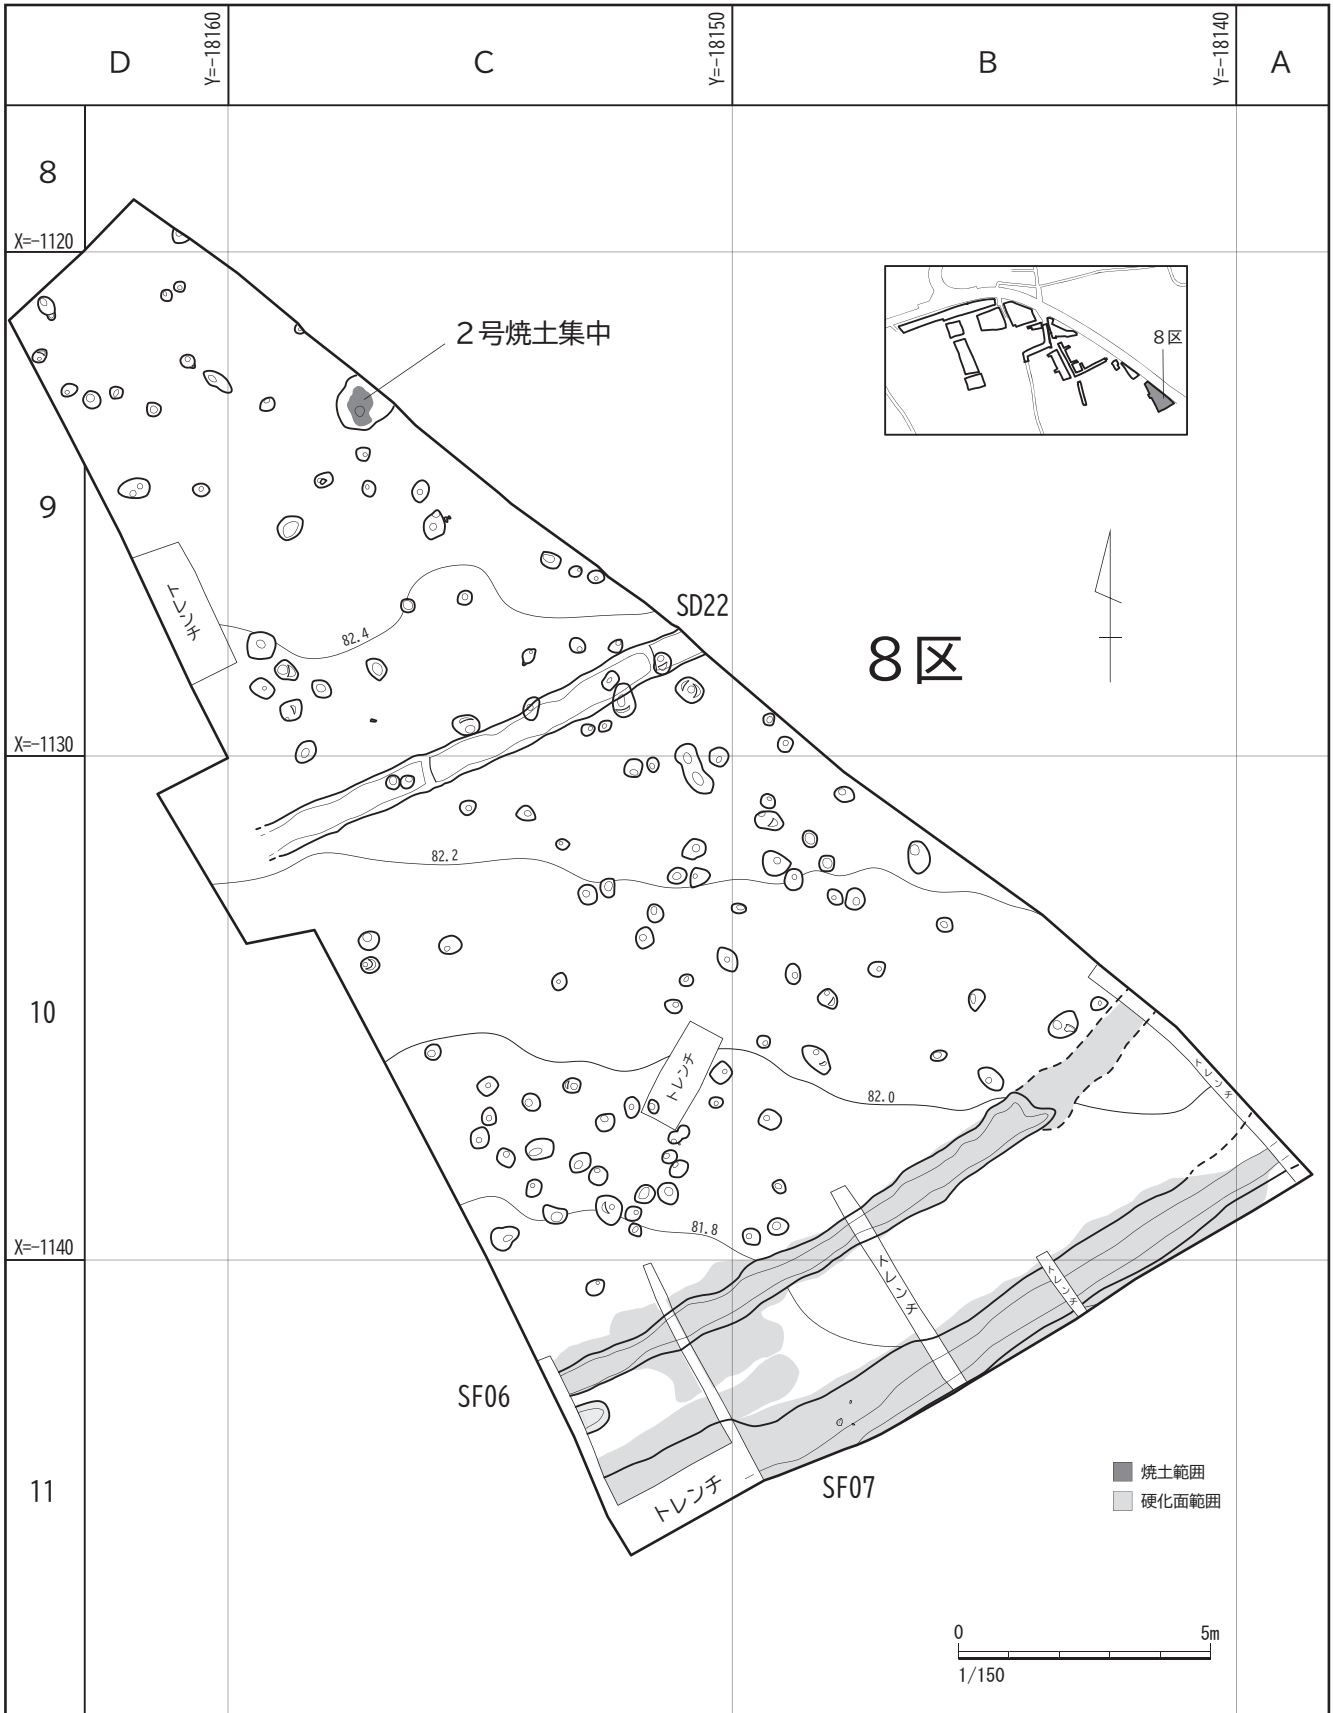 D
Y=-18160
C
Y=-18150
B
Y=-18140
A
8
X=-1120
9
X=-1130
10
X=-1140
11
2号焼土集中
8区
8区
トレンチ
82.4
SD22
82.2
トレンチ
82.0
トレンチ
81.8
トレンチ
トレンチ
SF06
SF07
トレンチ
焼土範囲
硬化面範囲
0 5m
1/150